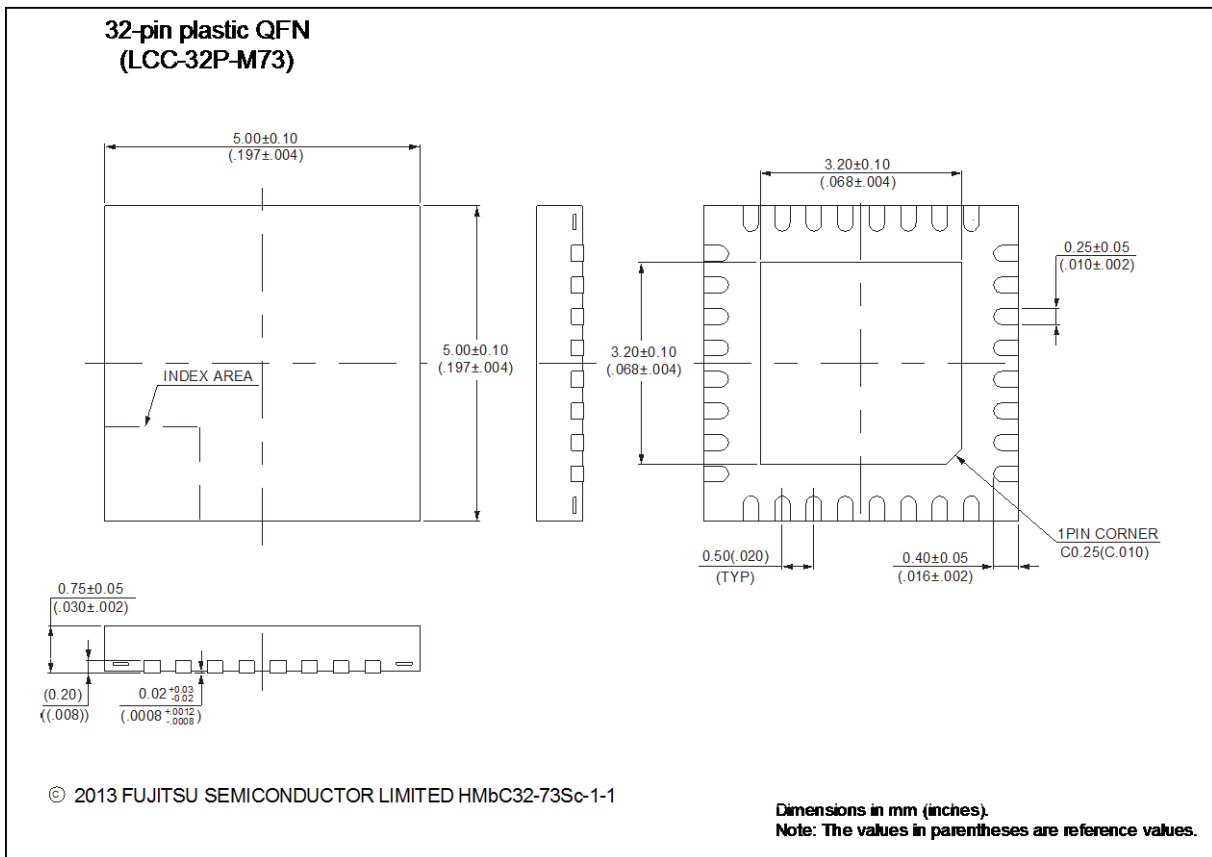 32-pin plastic QFN
(LCC-32P-M73)
5.00±0.10
(.197±.004)
3.20±0.10
(.068±.004)
0.25±0.05
(.010±.002)
5.00±0.10
(.197±.004)
3.20±0.10
(.068±.004)
INDEX AREA
1PIN CORNER
C0.25(C.010)
0.50(.020)
(TYP)
0.40±0.05
(.016±.002)
0.75±0.05
(.030±.002)
(0.20)
((.008))
0.02 +0.03 -0.02
(.0008 +.0012 -.0008)
© 2013 FUJITSU SEMICONDUCTOR LIMITED HMbC32-73Sc-1-1
Dimensions in mm (inches).
Note: The values in parentheses are reference values.